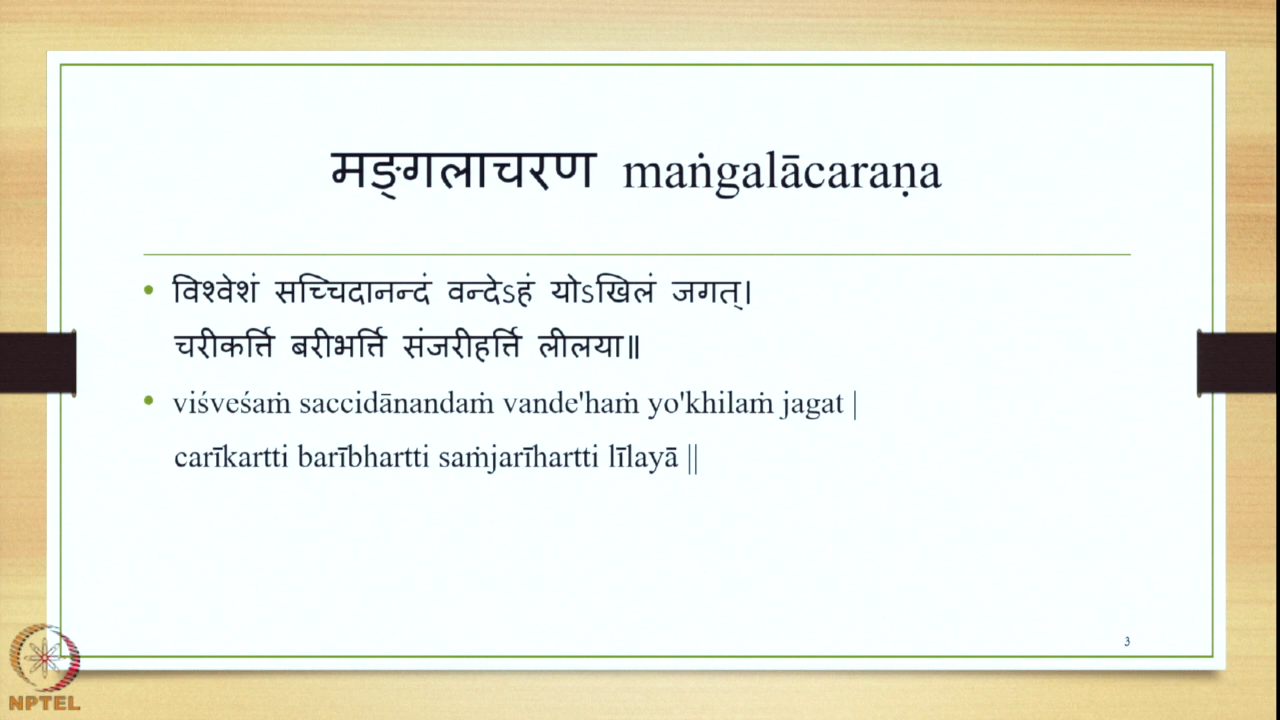 मङ्गलाचरण maṅgalācaraṇa
• विश्वेशं सच्चिदानन्दं वन्देऽहं योऽखिलं जगत्।
चरीकर्त्ति बरीभर्त्ति संजरीहर्त्ति लीलया॥
• viśveśaṁ saccidānandaṁ vande'haṁ yo'khilaṁ jagat |
carīkartti barībhartti saṁjarīhartti līlayā ||
3
NPTEL